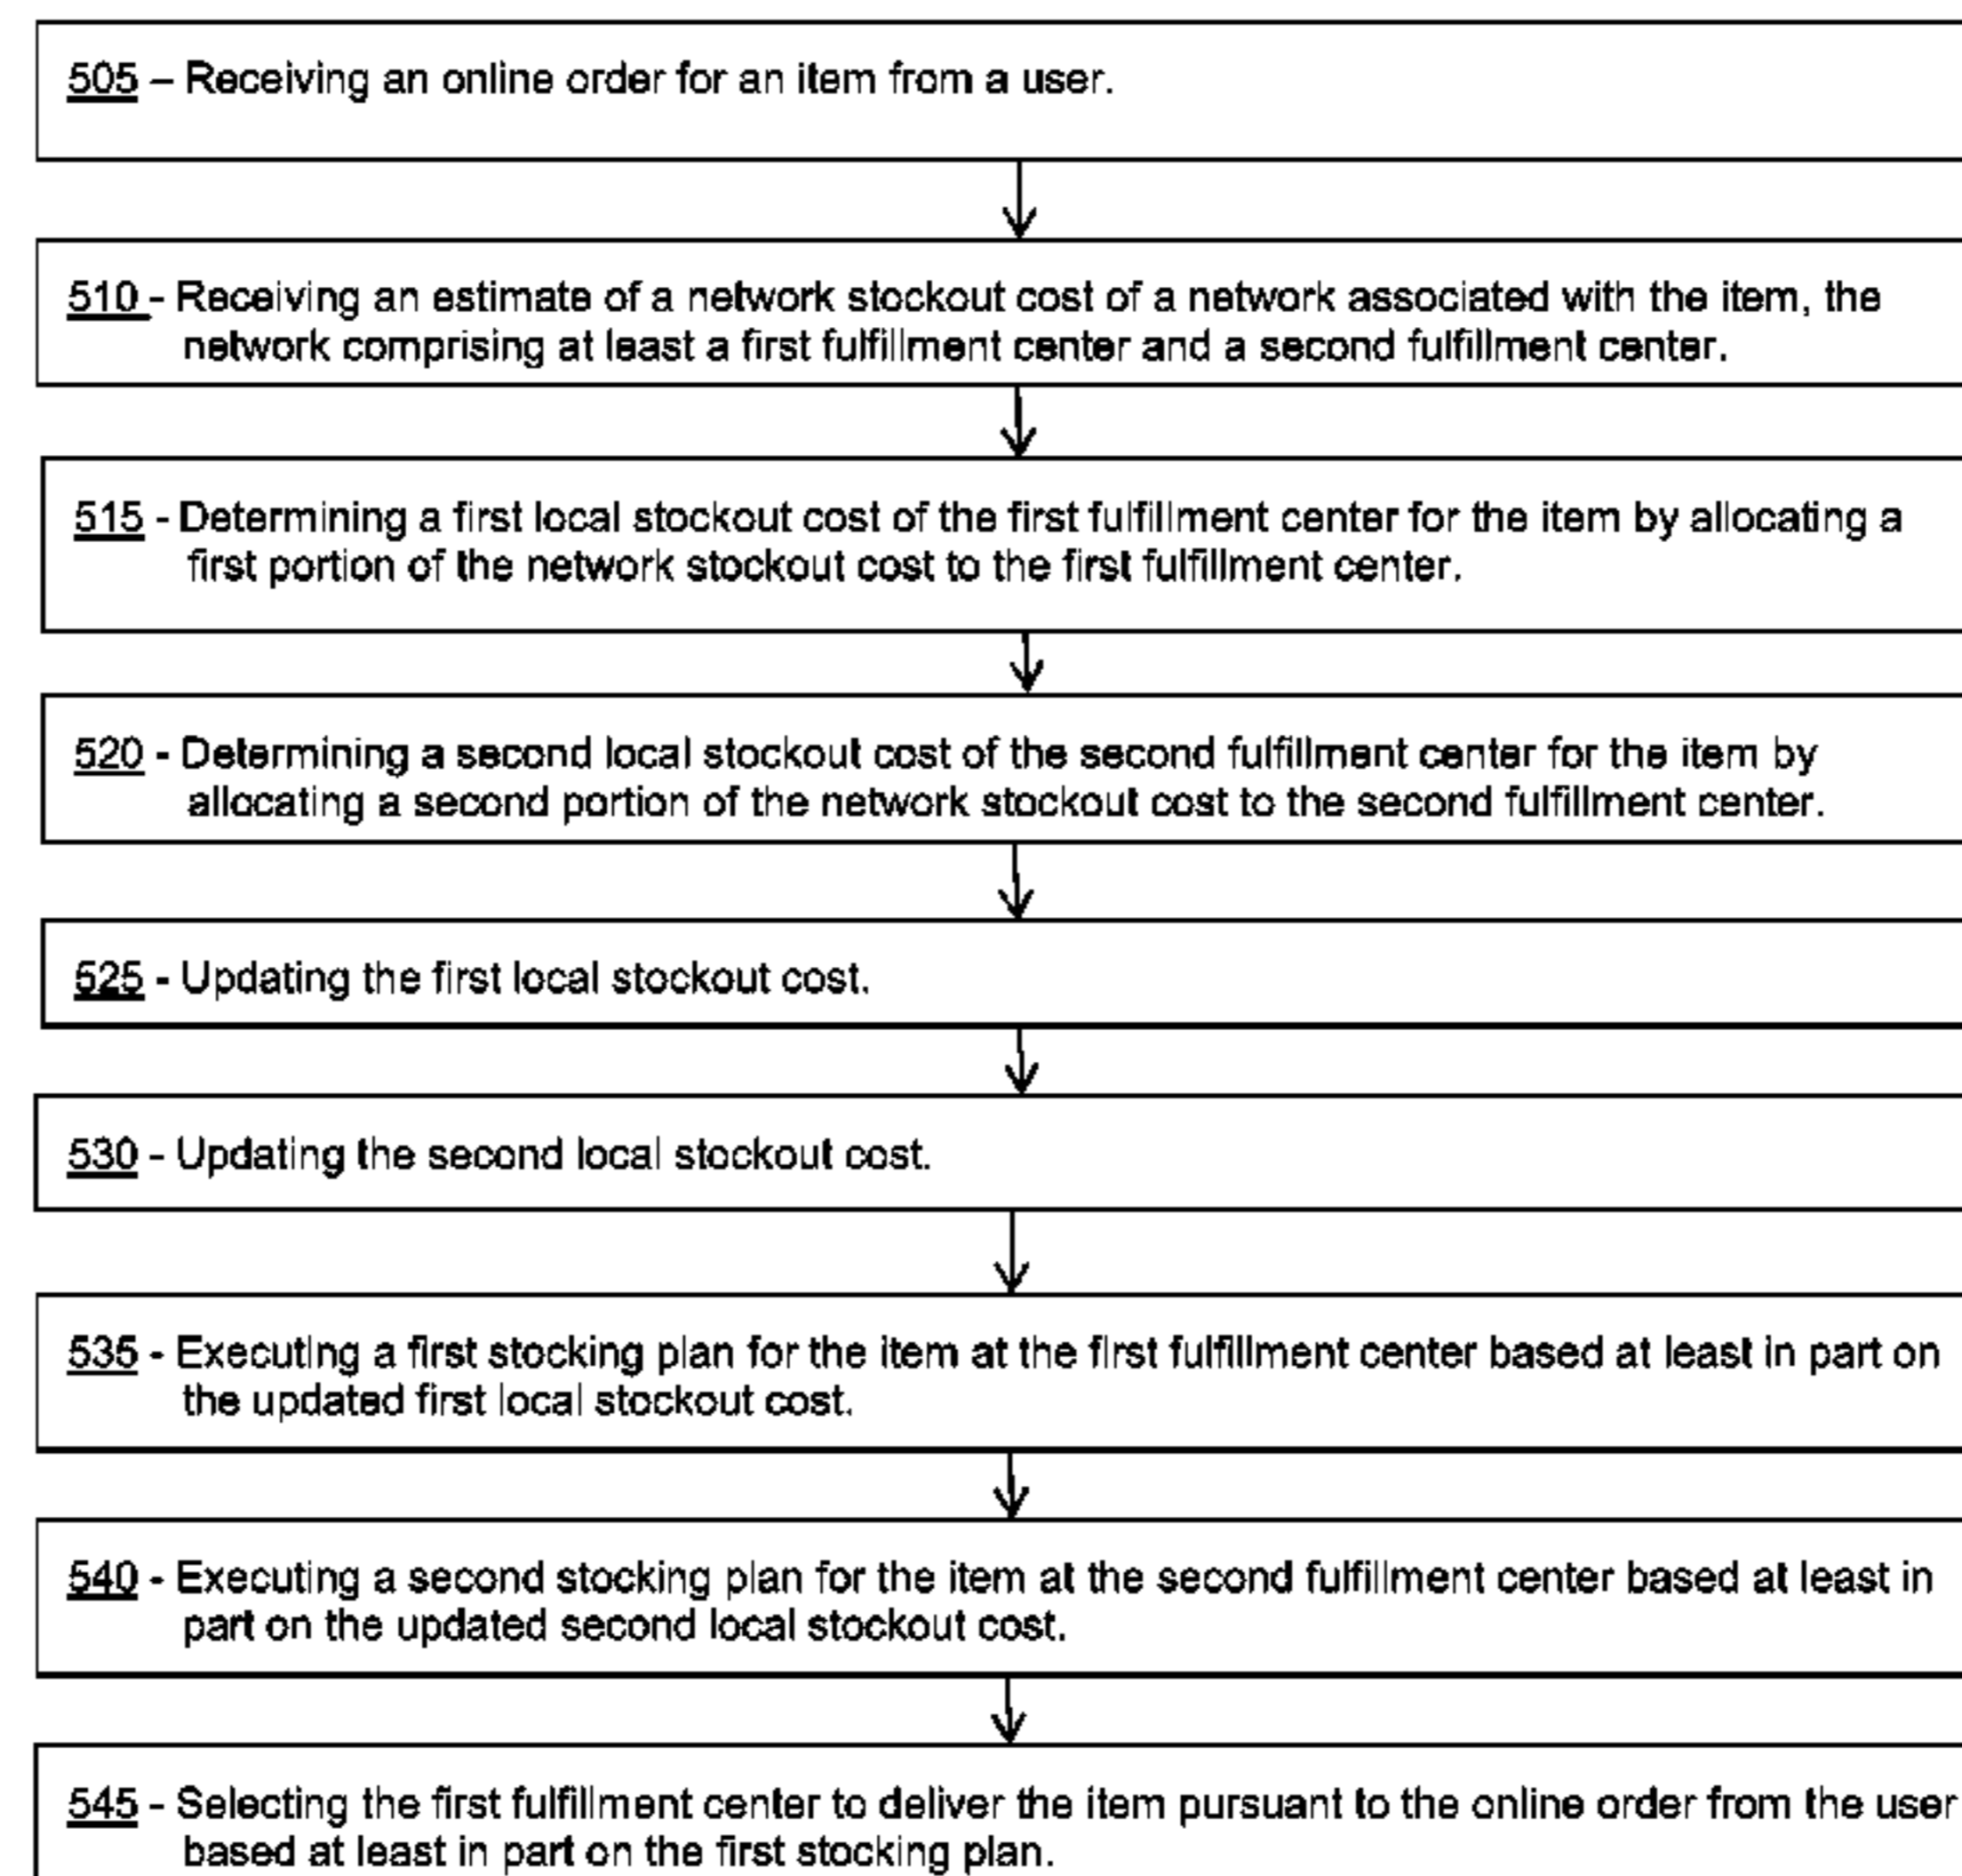 505 – Receiving an online order for an item from a user.
510 - Receiving an estimate of a network stockout cost of a network associated with the item, the
network comprising at least a first fulfillment center and a second fulfillment center.
515 - Determining a first local stockout cost of the first fulfillment center for the item by allocating a
first portion of the network stockout cost to the first fulfillment center.
520 - Determining a second local stockout cost of the second fulfillment center for the item by
allocating a second portion of the network stockout cost to the second fulfillment center.
525 - Updating the first local stockout cost.
530 - Updating the second local stockout cost.
535 - Executing a first stocking plan for the item at the first fulfillment center based at least in part on
the updated first local stockout cost.
540 - Executing a second stocking plan for the item at the second fulfillment center based at least in
part on the updated second local stockout cost.
545 - Selecting the first fulfillment center to deliver the item pursuant to the online order from the user
based at least in part on the first stocking plan.